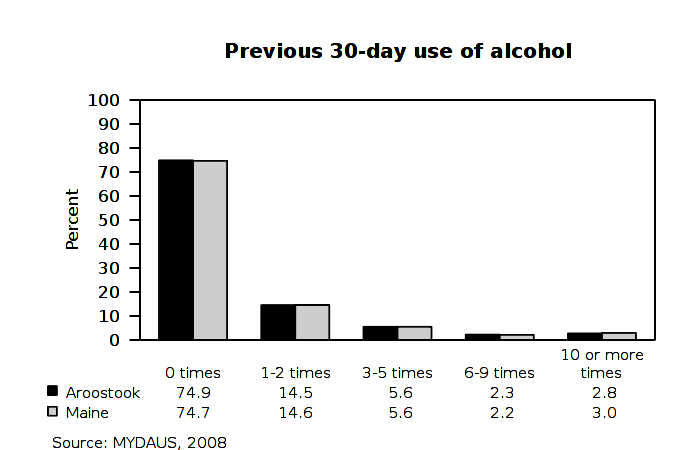 Previous 30-day use of alcohol
100
90
80
70
60
50
40
30
20
10
0
Percent
0 times 1-2 times 3-5 times 6-9 times 10 or more times
Aroostook 74.9 14.5 5.6 2.3 2.8
Maine 74.7 14.6 5.6 2.2 3.0
Source: MYDAUS, 2008